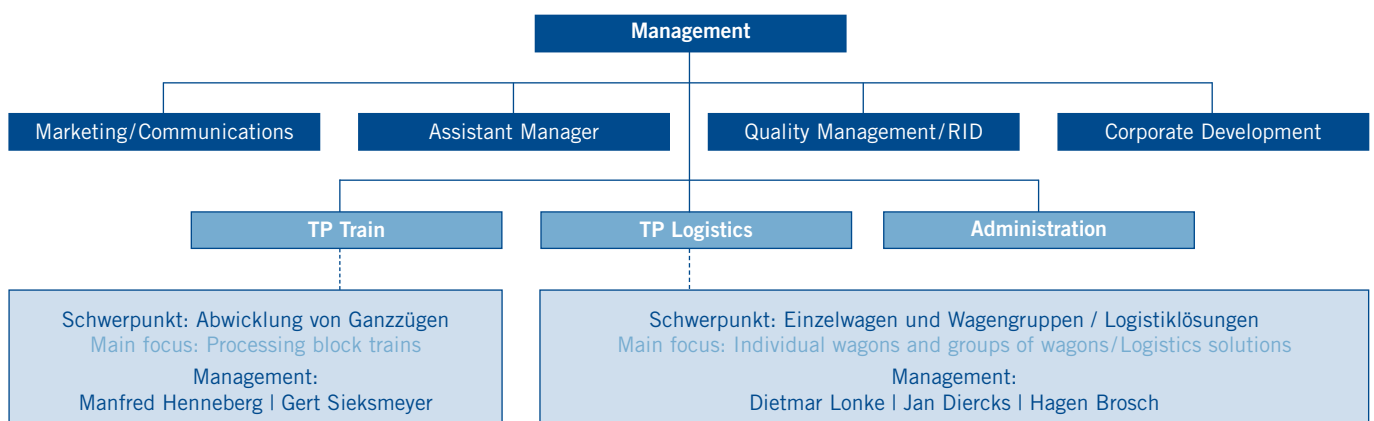 Management
Marketing/Communications
Assistant Manager
Quality Management/RID
Corporate Development
TP Train
TP Logistics
Administration
Schwerpunkt: Abwicklung von Ganzzügen
Main focus: Processing block trains
Management:
Manfred Henneberg | Gert Sieksmeyer
Schwerpunkt: Einzelwagen und Wagengruppen / Logistiklösungen
Main focus: Individual wagons and groups of wagons/Logistics solutions
Management:
Dietmar Lonke | Jan Diercks | Hagen Brosch